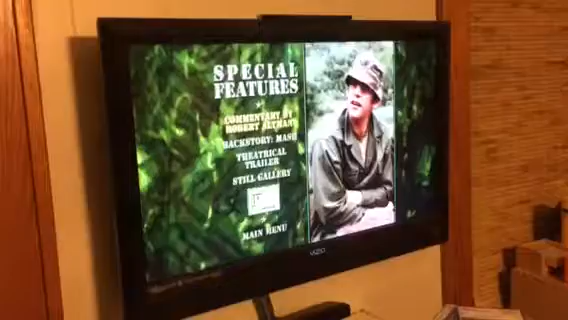 SPECIAL
FEATURES
COMMENTARY BY
ROBERT ALTMAN
BACKSTORY: MASH
THEATRICAL
TRAILER
STILL GALLERY
MAIN MENU
VIZIO